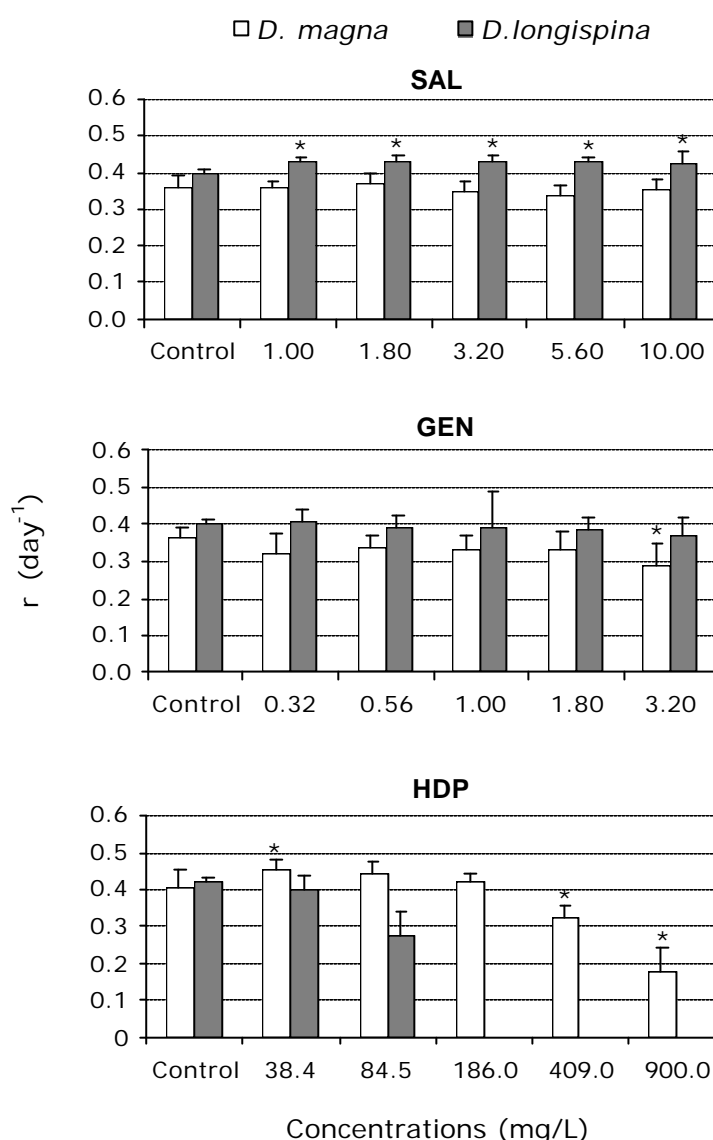 D. magna D.longispina
SAL
0.6
0.5
0.4
0.3
0.2
0.1
0.0
* * * * *
Control 1.00 1.80 3.20 5.60 10.00
GEN
0.6
0.5
0.4
0.3
0.2
0.1
0.0
*
Control 0.32 0.56 1.00 1.80 3.20
r (day-1)
HDP
0.6
0.5
0.4
0.3
0.2
0.1
0
* * *
Control 38.4 84.5 186.0 409.0 900.0
Concentrations (mg/L)